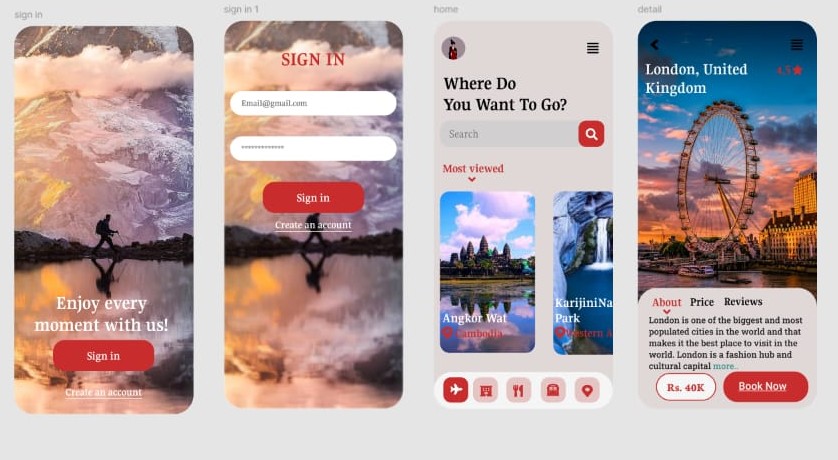 sign in
sign in 1
home
detail
Enjoy every
moment with us!
Sign in
Create an account
SIGN IN
Email@gmail.com
*************
Sign in
Create an account
Where Do
You Want To Go?
Search
Most viewed
Angkor Wat
Cambodia
KarijiniNa
Park
Western A
London, United
Kingdom
4.5
About Price Reviews
London is one of the biggest and most
populated cities in the world and that
makes it the best place to visit in the
world. London is a fashion hub and
cultural capital more..
Rs. 40K
Book Now